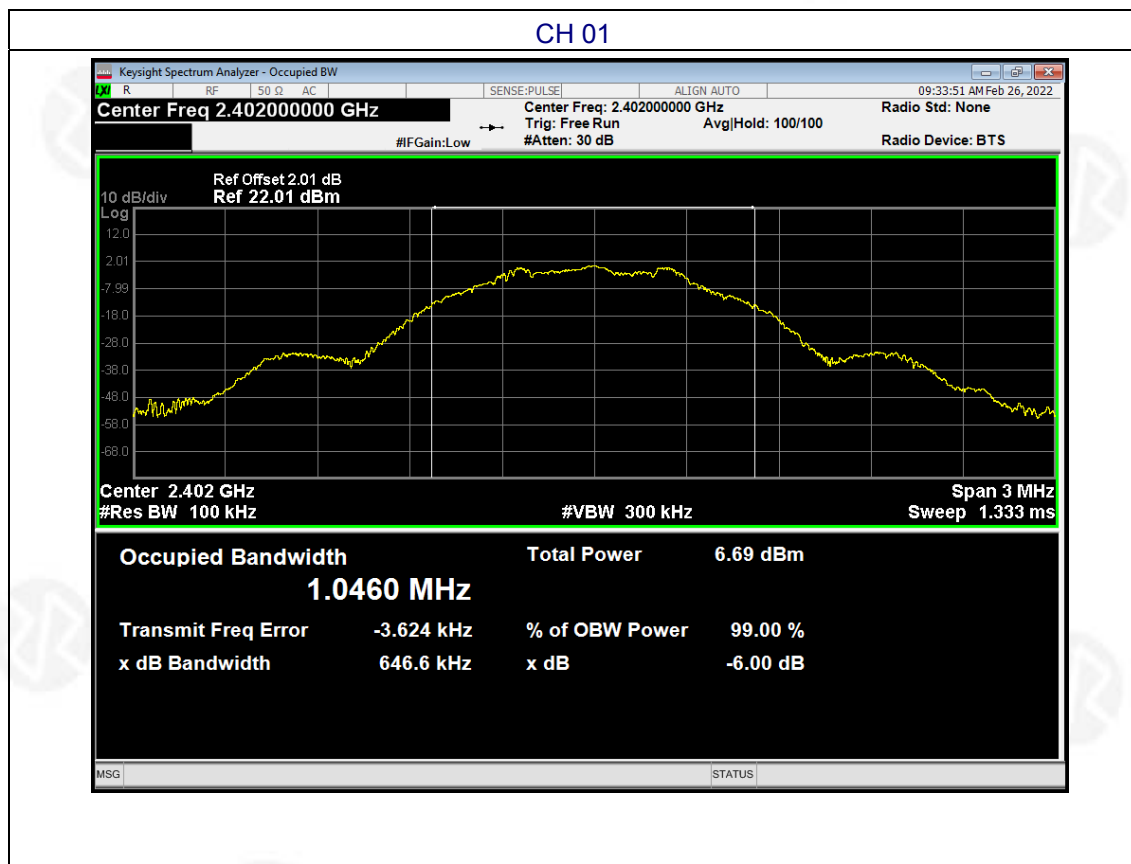 CH 01
Keysight Spectrum Analyzer - Occupied BW
LXI R RF 50 Ω AC SENSE:PULSE ALIGN AUTO 09:33:51 AM Feb 26, 2022
Center Freq 2.402000000 GHz Center Freq: 2.402000000 GHz Radio Std: None
Trig: Free Run Avg|Hold: 100/100
#IFGain:Low #Atten: 30 dB Radio Device: BTS
Ref Offset 2.01 dB
10 dB/div Ref 22.01 dBm
Log
12.0
2.01
-7.99
-18.0
-28.0
-38.0
-48.0
-58.0
-68.0
Center 2.402 GHz Span 3 MHz
#Res BW 100 kHz #VBW 300 kHz Sweep 1.333 ms
Occupied Bandwidth Total Power 6.69 dBm
1.0460 MHz
Transmit Freq Error -3.624 kHz % of OBW Power 99.00 %
x dB Bandwidth 646.6 kHz x dB -6.00 dB
MSG STATUS